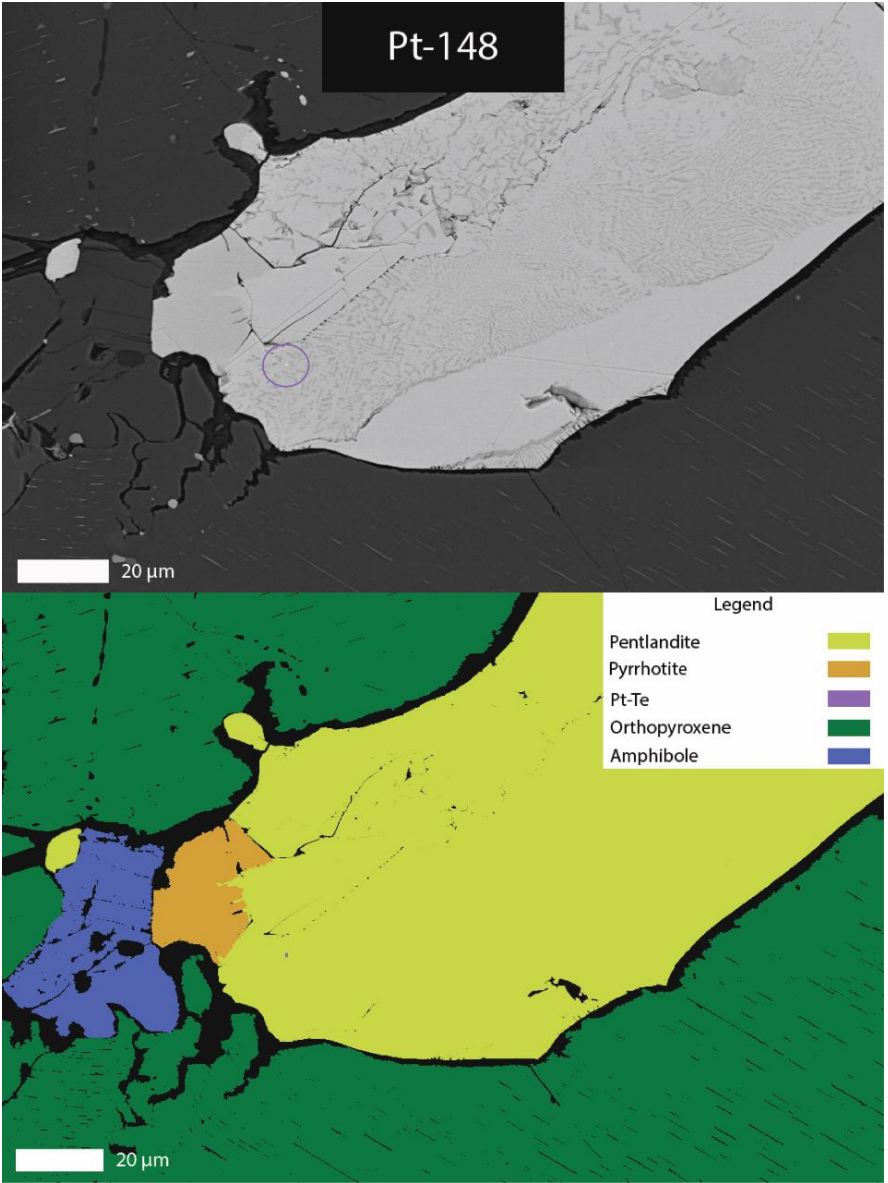 Pt-148
20 µm
Legend
Pentlandite
Pyrrhotite
Pt-Te
Orthopyroxene
Amphibole
20 µm